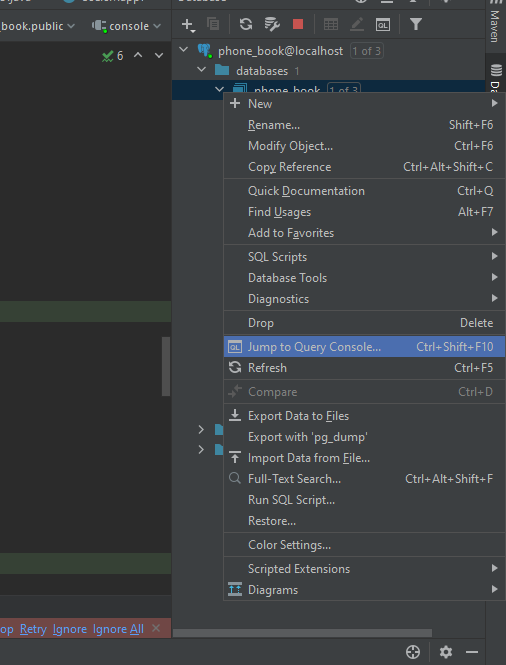 _book.public
console
6
phone_book@localhost 1 of 3
databases 1
phone_book 1 of 3
New
Rename... Shift+F6
Modify Object... Ctrl+F6
Copy Reference Ctrl+Alt+Shift+C
Quick Documentation Ctrl+Q
Find Usages Alt+F7
Add to Favorites
SQL Scripts
Database Tools
Diagnostics
Drop Delete
QL Jump to Query Console... Ctrl+Shift+F10
Refresh Ctrl+F5
Compare Ctrl+D
Export Data to Files
Export with 'pg_dump'
Import Data from File...
Full-Text Search... Ctrl+Alt+Shift+F
Run SQL Script...
Restore...
Color Settings...
Scripted Extensions
Diagrams
op Retry Ignore Ignore All
Maven